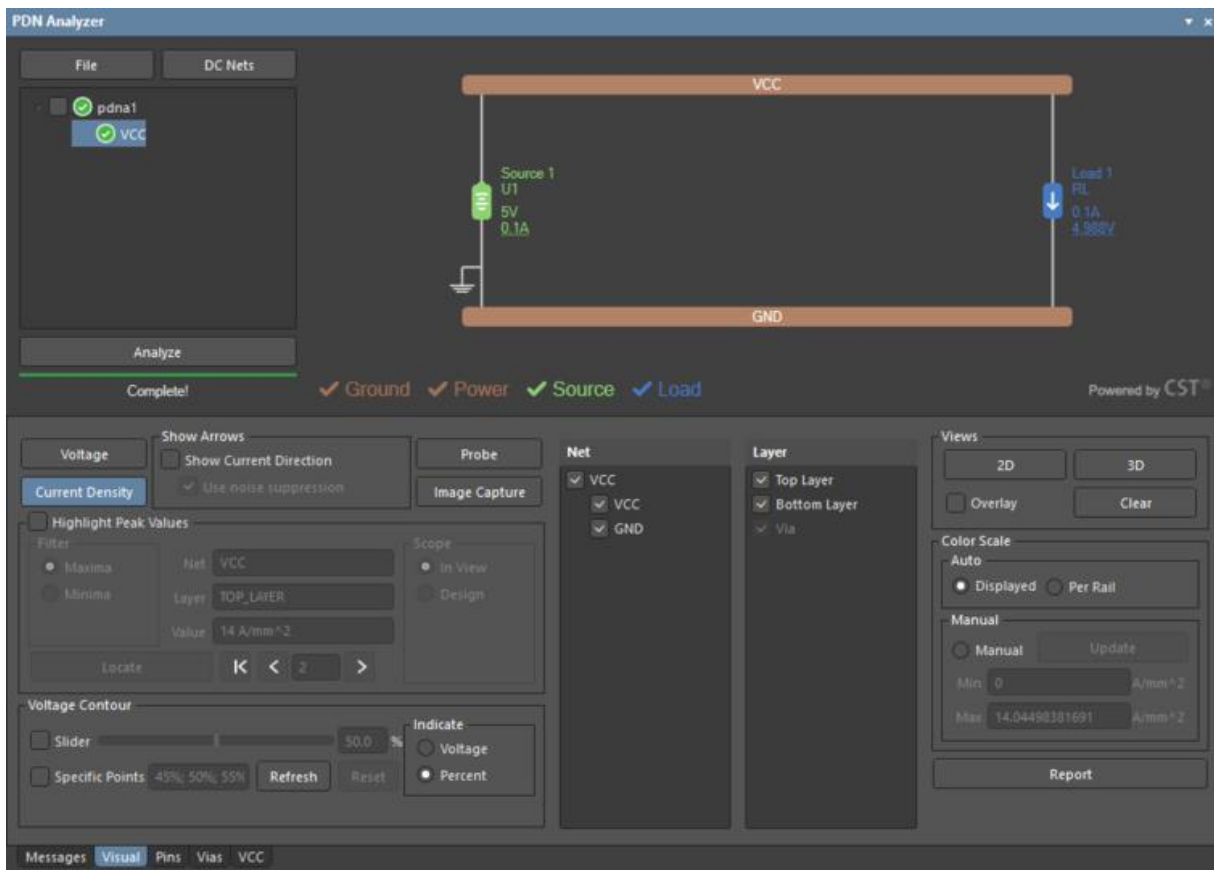 PDN Analyzer
File
DC Nets
pdna1
VCC
Analyze
Complete!
VCC
Source 1
U1
5V
0.1A
Load 1
RL
0.1A
4.988V
GND
Ground
Power
Source
Load
Powered by CST®
Voltage
Current Density
Show Arrows
Show Current Direction
Use noise suppression
Probe
Image Capture
Highlight Peak Values
Filter
Maxima
Minima
Net VCC
Layer TOP_LAYER
Value 14 A/mm^2
Scope
In View
Design
Locate
2
Voltage Contour
Slider
50.0 %
Specific Points 45%; 50%; 55%
Refresh
Reset
Indicate
Voltage
Percent
Net
VCC
VCC
GND
Layer
Top Layer
Bottom Layer
Via
Views
2D
3D
Overlay
Clear
Color Scale
Auto
Displayed
Per Rail
Manual
Manual
Update
Min 0 A/mm^2
Max 14.04498381691 A/mm^2
Report
Messages Visual Pins Vias VCC